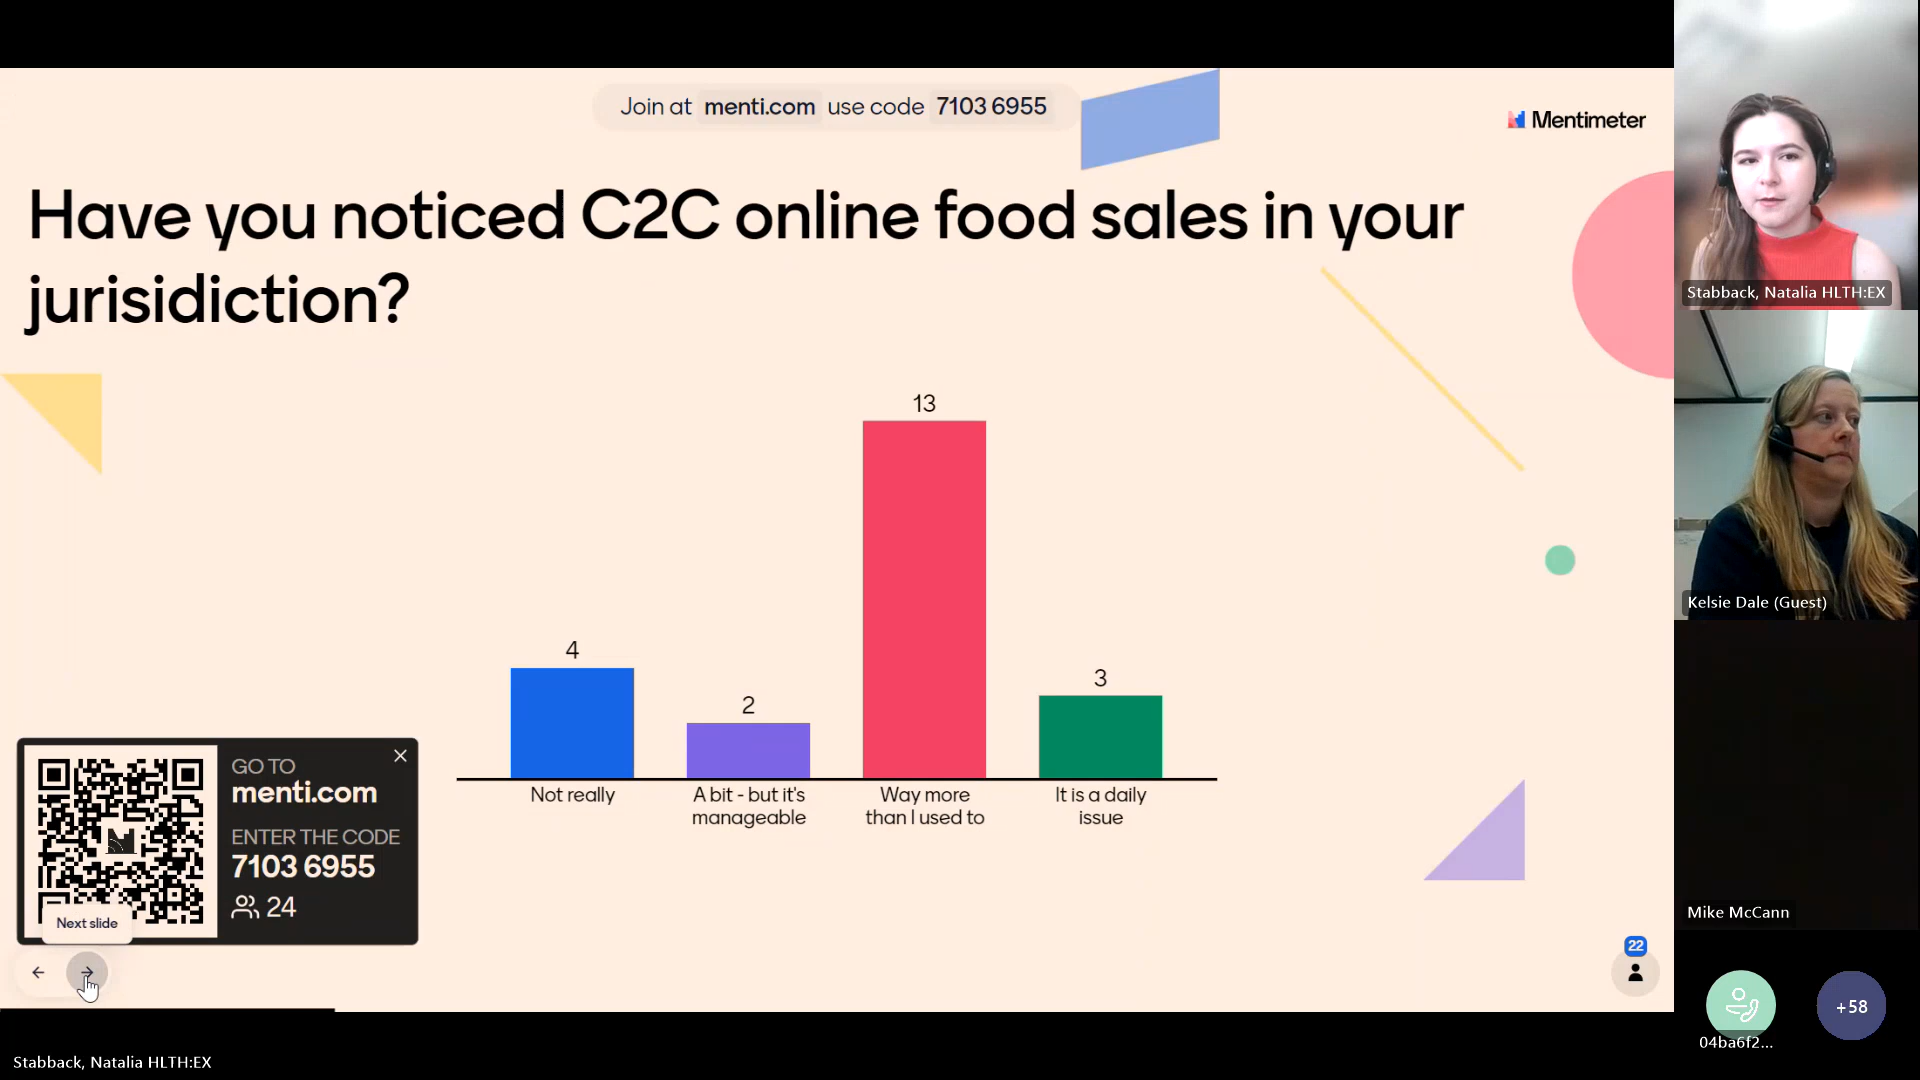 Join at menti.com use code 7103 6955
Mentimeter
Have you noticed C2C online food sales in your
jurisidiction?
13
4
2
3
Not really
A bit - but it's
manageable
Way more
than I used to
It is a daily
issue
GO TO
menti.com
ENTER THE CODE
7103 6955
24
Next slide
22
Stabback, Natalia HLTH:EX
Stabback, Natalia HLTH:EX
Kelsie Dale (Guest)
Mike McCann
04ba6f2...
+58